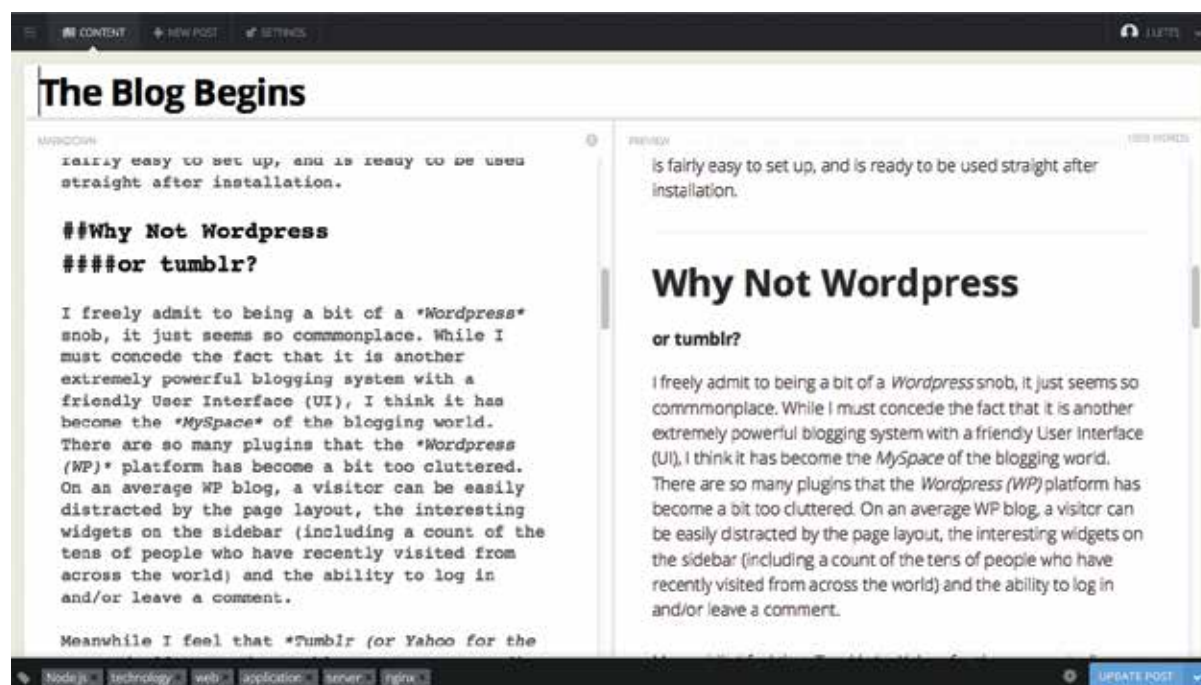 CONTENT NEW POST SETTINGS
The Blog Begins
MARKDOWN
fairly easy to set up, and is ready to be used
straight after installation.
##Why Not Wordpress
####or tumblr?
I freely admit to being a bit of a *Wordpress*
snob, it just seems so commmonplace. While I
must concede the fact that it is another
extremely powerful blogging system with a
friendly User Interface (UI), I think it has
become the *MySpace* of the blogging world.
There are so many plugins that the *Wordpress
(WP)* platform has become a bit too cluttered.
On an average WP blog, a visitor can be easily
distracted by the page layout, the interesting
widgets on the sidebar (including a count of the
tens of people who have recently visited from
across the world) and the ability to log in
and/or leave a comment.
Meanwhile I feel that *Tumblr (or Yahoo for the
PREVIEW WORDS
is fairly easy to set up, and is ready to be used straight after
installation.
Why Not Wordpress
or tumblr?
I freely admit to being a bit of a Wordpress snob, it just seems so
commmonplace. While I must concede the fact that it is another
extremely powerful blogging system with a friendly User Interface
(UI), I think it has become the MySpace of the blogging world.
There are so many plugins that the Wordpress (WP) platform has
become a bit too cluttered. On an average WP blog, a visitor can
be easily distracted by the page layout, the interesting widgets on
the sidebar (including a count of the tens of people who have
recently visited from across the world) and the ability to log in
and/or leave a comment.
Node.js technology web application server nginx UPDATE POST